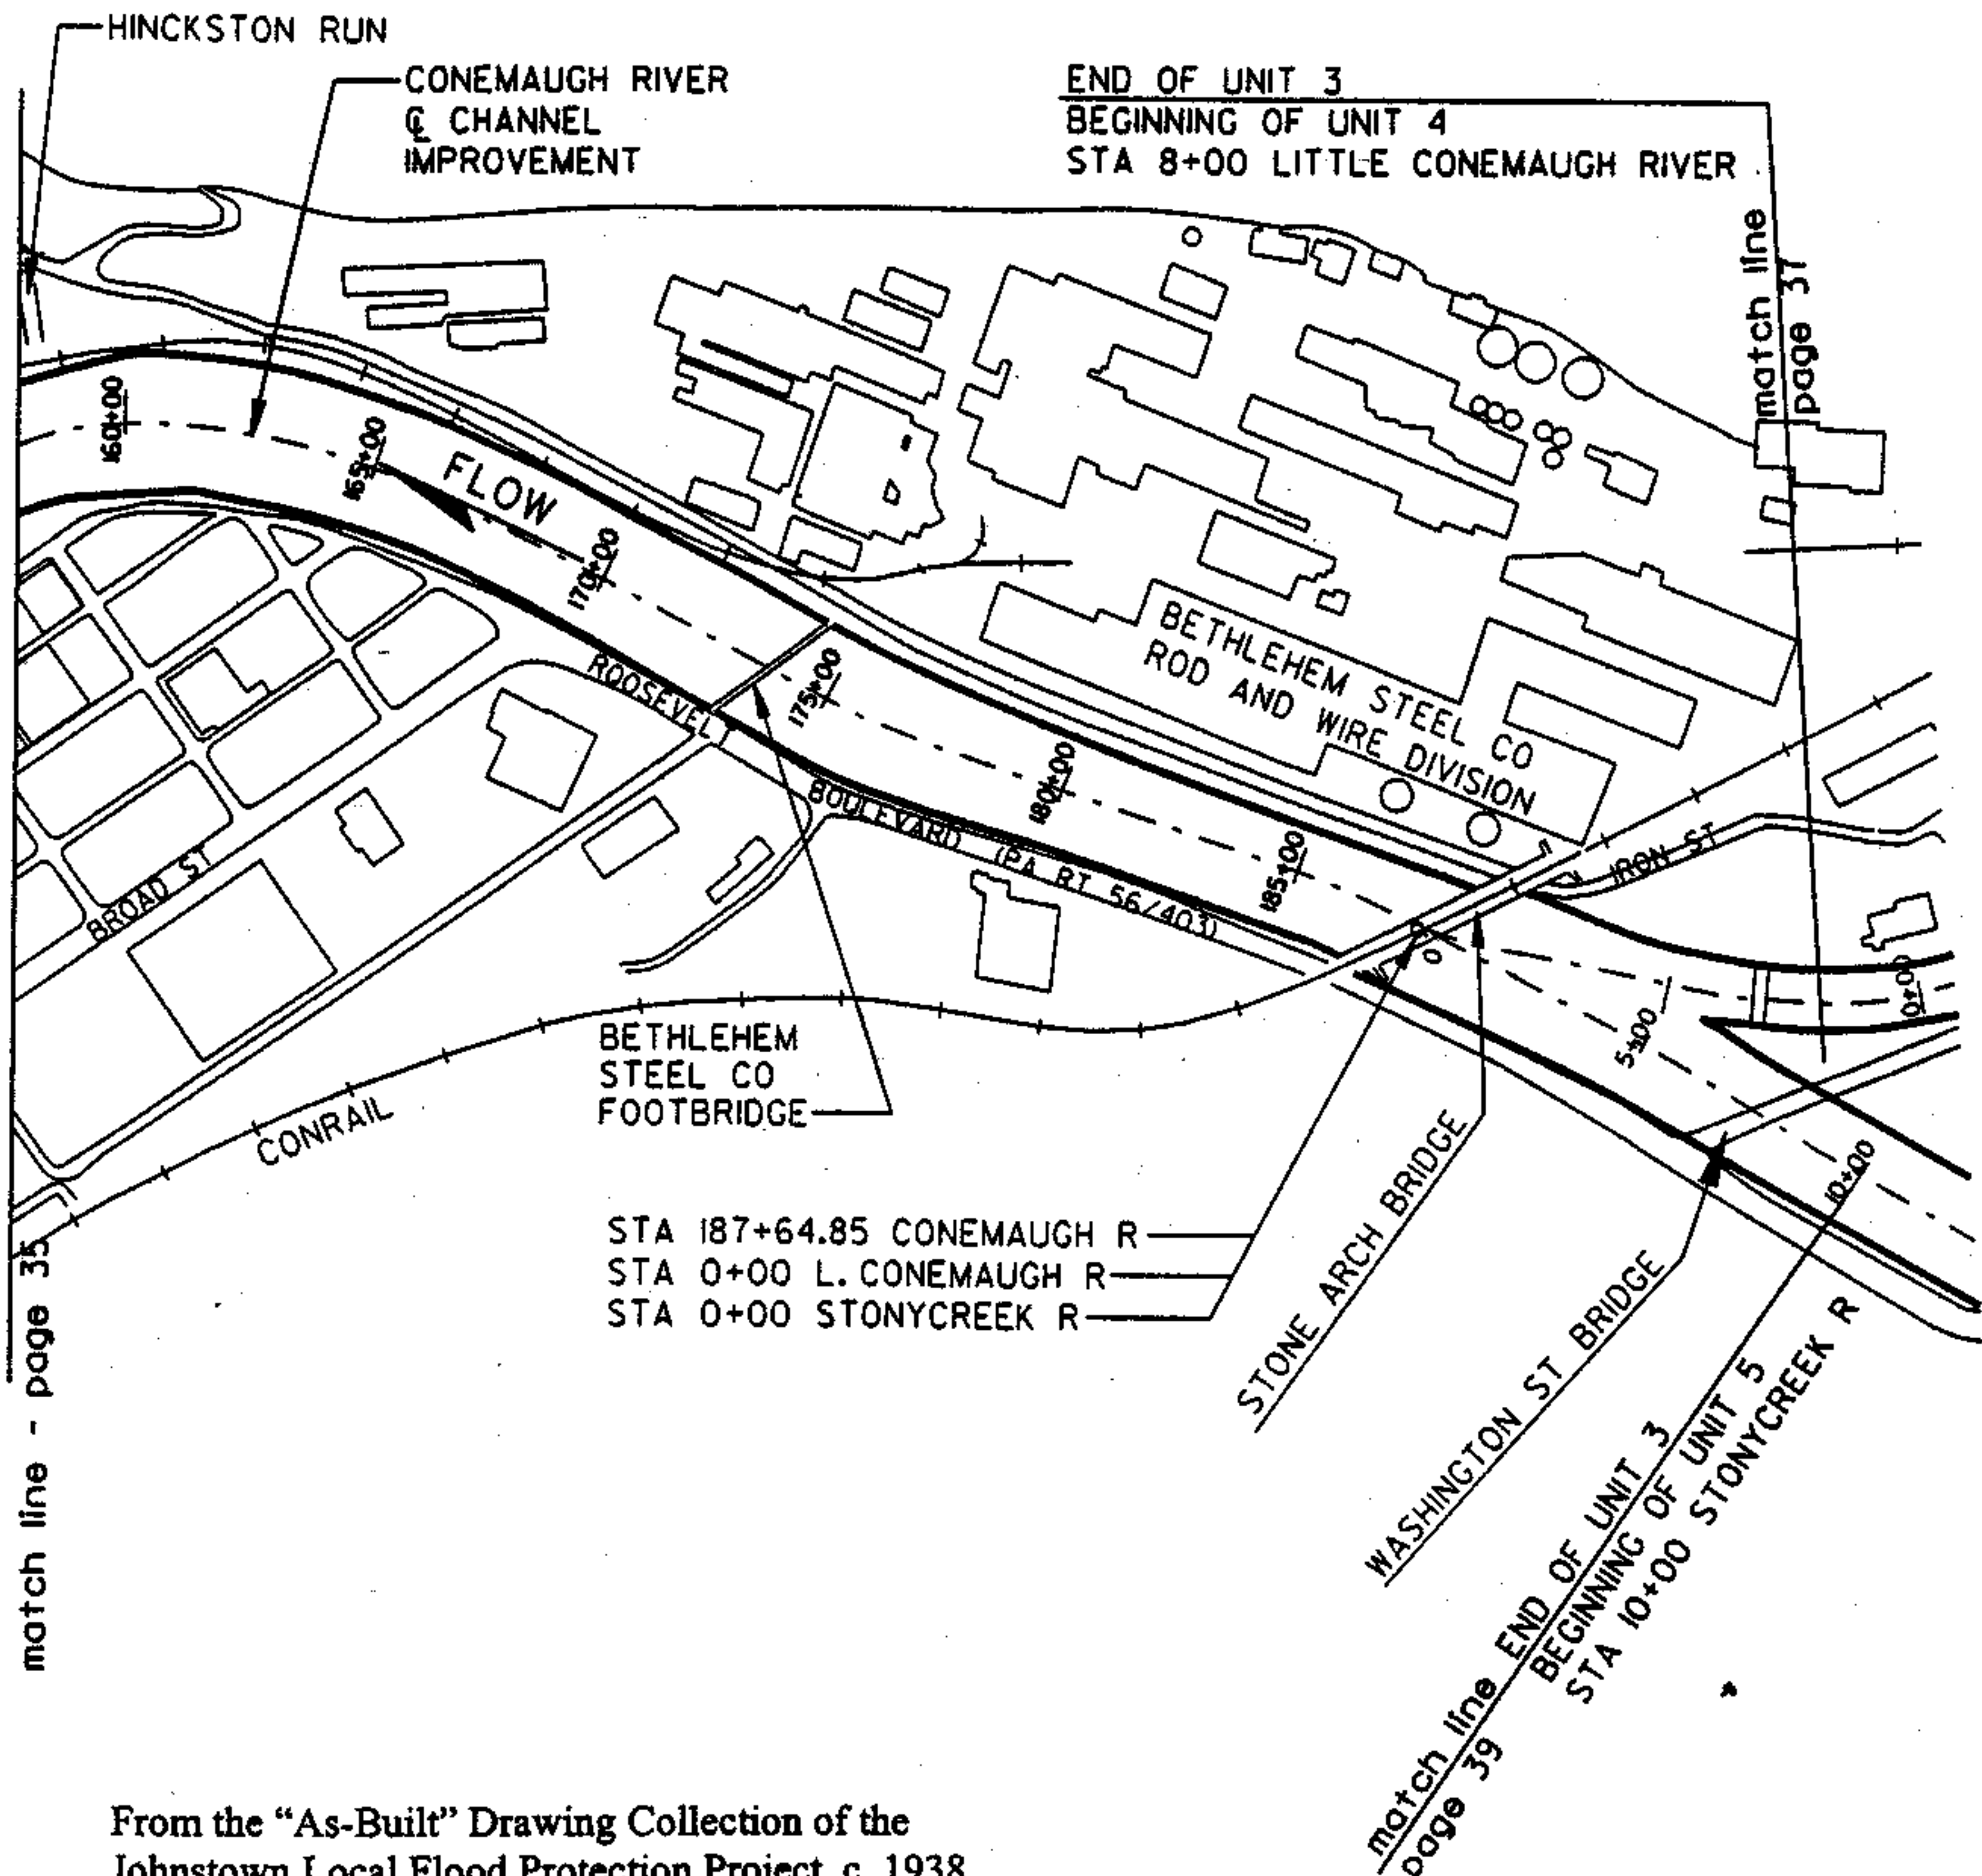 HINCKSTON RUN
CONEMAUGH RIVER
℄ CHANNEL
IMPROVEMENT
END OF UNIT 3
BEGINNING OF UNIT 4
STA 8+00 LITTLE CONEMAUGH RIVER
match line
page 37
160+00
165+00
FLOW
170+00
175+00
180+00
185+00
BETHLEHEM STEEL CO
ROD AND WIRE DIVISION
ROOSEVELT
BOULEVARD (PA RT 56/403)
IRON ST
BROAD ST
0
5+00
10+00
BETHLEHEM
STEEL CO
FOOTBRIDGE
CONRAIL
STA 187+64.85 CONEMAUGH R
STA 0+00 L. CONEMAUGH R
STA 0+00 STONYCREEK R
STONE ARCH BRIDGE
WASHINGTON ST BRIDGE
match line END OF UNIT 3
page 39
BEGINNING OF UNIT 5
STA 10+00 STONYCREEK R
match line - page 35
From the “As-Built” Drawing Collection of the
Johnstown Local Flood Protection Project, c. 1938